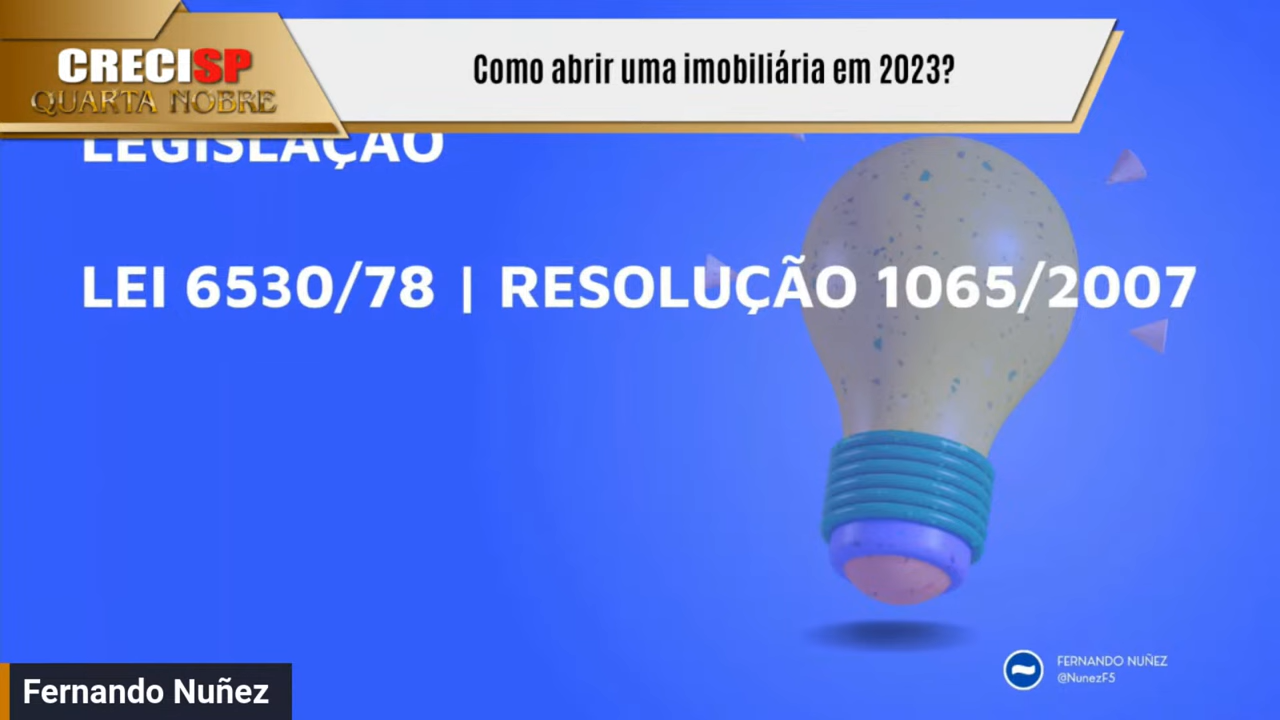 CRECISP
QUARTA NOBRE
Como abrir uma imobiliária em 2023?
LEGISLAÇÃO
LEI 6530/78 | RESOLUÇÃO 1065/2007
FERNANDO NUÑEZ
@NunezF5
Fernando Nuñez